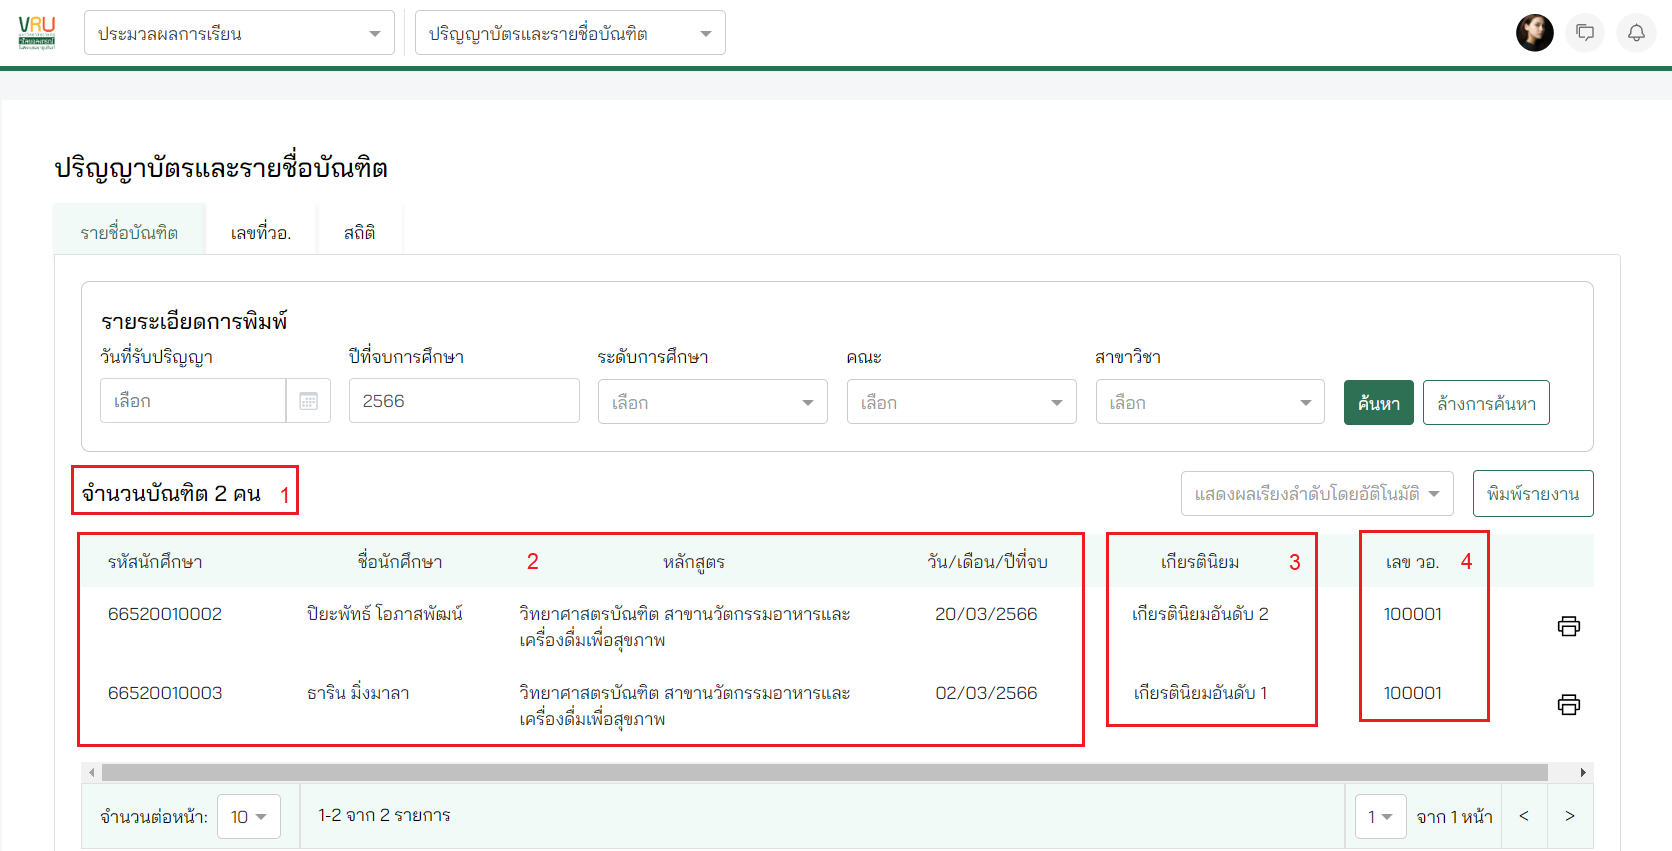 VRU
ประมวลผลการเรียน
ปริญญาบัตรและรายชื่อบัณฑิต
ปริญญาบัตรและรายชื่อบัณฑิต
รายชื่อบัณฑิต เลขที่วอ. สถิติ
รายระเอียดการพิมพ์
วันที่รับปริญญา ปีที่จบการศึกษา ระดับการศึกษา คณะ สาขาวิชา
เลือก 2566 เลือก เลือก เลือก ค้นหา ล้างการค้นหา
จำนวนบัณฑิต 2 คน 1 แสดงผลเรียงลำดับโดยอัติโนมัติ พิมพ์รายงาน
รหัสนักศึกษา ชื่อนักศึกษา 2 หลักสูตร วัน/เดือน/ปีที่จบ เกียรตินิยม 3 เลข วอ. 4
66520010002 ปิยะพัทธ์ โอภาสพัฒน์ วิทยาศาสตรบัณฑิต สาขานวัตกรรมอาหารและ 20/03/2566 เกียรตินิยมอันดับ 2 100001
เครื่องดื่มเพื่อสุขภาพ
66520010003 ธาริน มิ่งมาลา วิทยาศาสตรบัณฑิต สาขานวัตกรรมอาหารและ 02/03/2566 เกียรตินิยมอันดับ 1 100001
เครื่องดื่มเพื่อสุขภาพ
จำนวนต่อหน้า: 10 1-2 จาก 2 รายการ 1 จาก 1 หน้า < >